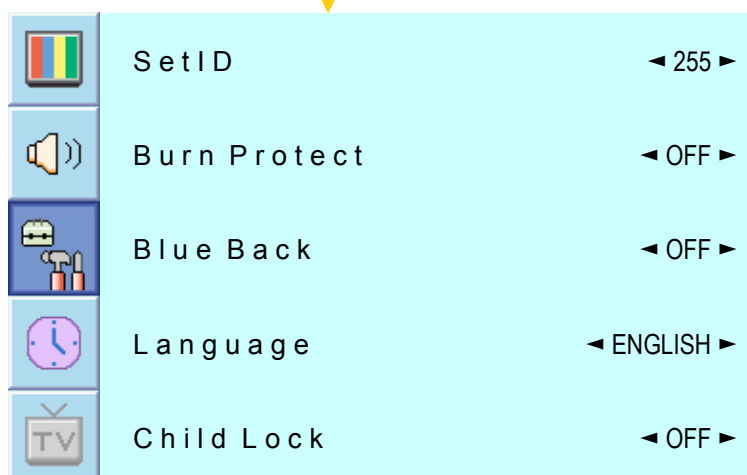 SetID ◄ 255 ►
Burn Protect ◄ OFF ►
Blue Back ◄ OFF ►
Language ◄ ENGLISH ►
TV Child Lock ◄ OFF ►